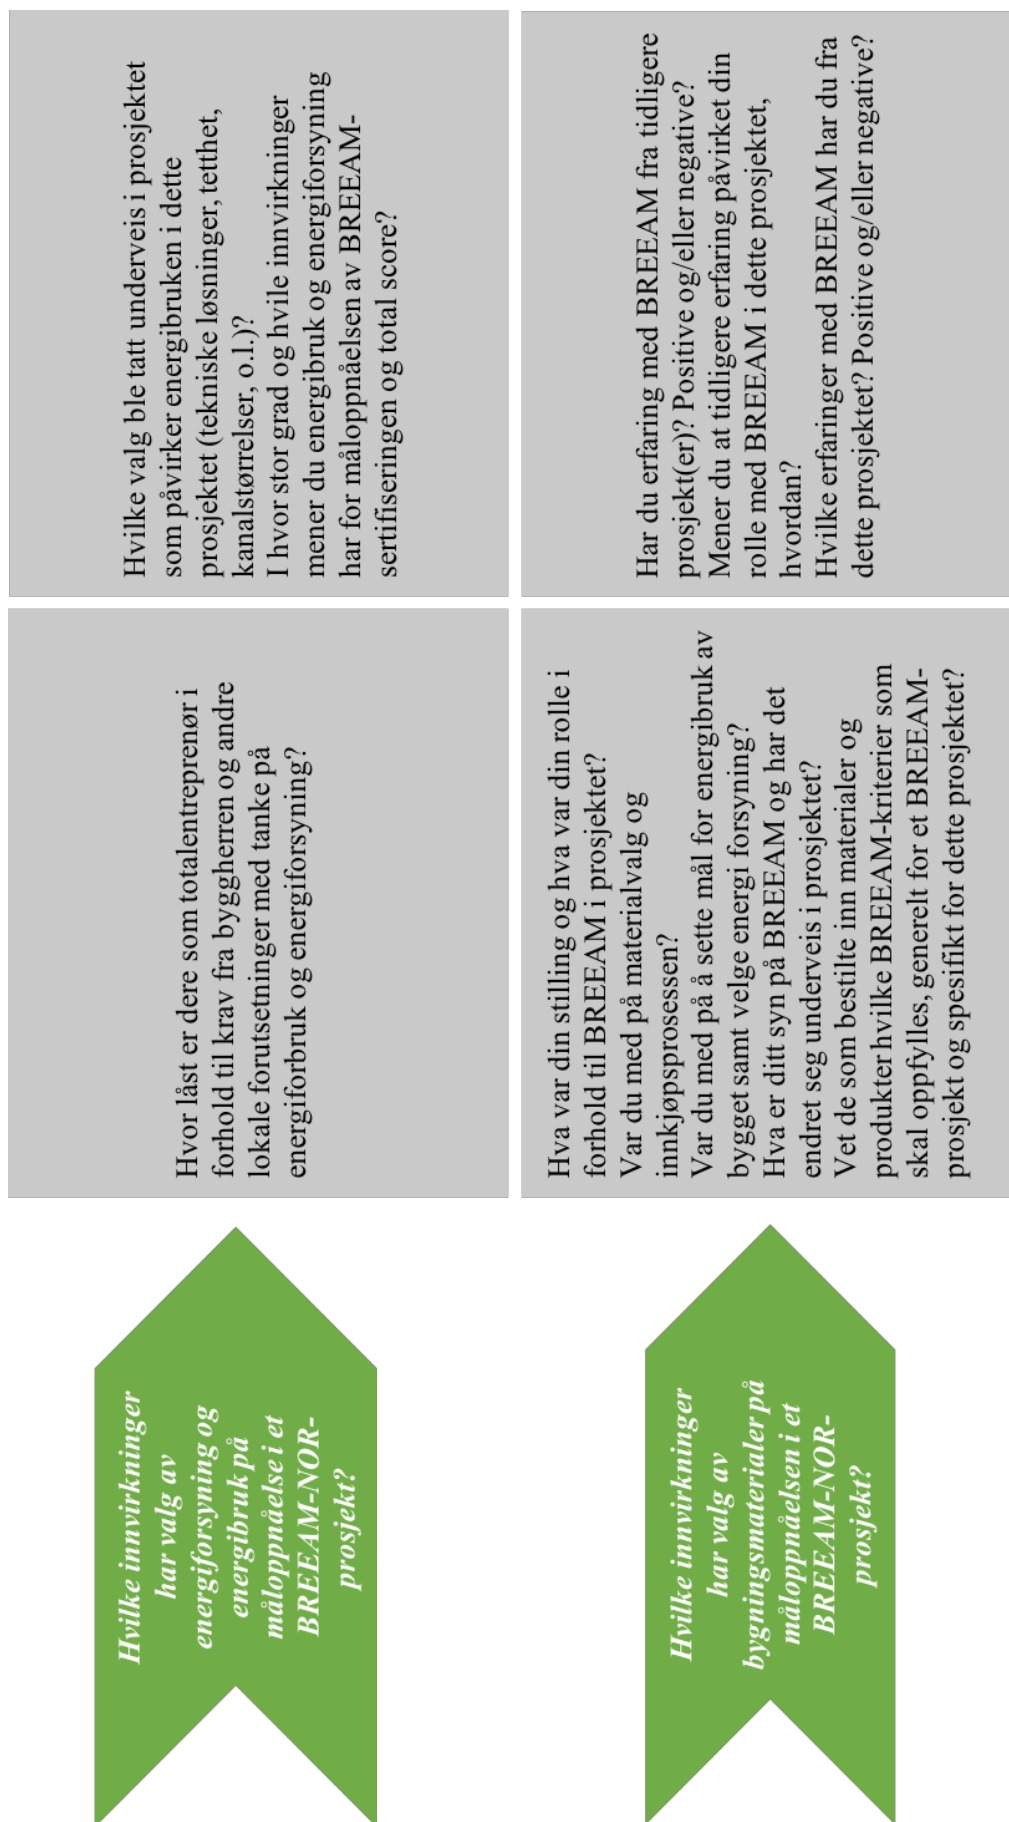 Hvilke innvirkninger
har valg av
energiforsyning og
energibruk på
måloppnåelse i et
BREEAM-NOR-
prosjekt?
Hvor låst er dere som totalentreprenør i
forhold til krav fra byggherren og andre
lokale forutsetninger med tanke på
energiforbruk og energiforsyning?
Hvilke valg ble tatt underveis i prosjektet
som påvirker energibruken i dette
prosjektet (tekniske løsninger, tetthet,
kanalstørrelser, o.l.)?
I hvor stor grad og hvile innvirkninger
mener du energibruk og energiforsyning
har for måloppnåelsen av BREEAM-
sertifiseringen og total score?
Hvilke innvirkninger
har valg av
bygningsmaterialer på
måloppnåelsen i et
BREEAM-NOR-
prosjekt?
Hva var din stilling og hva var din rolle i
forhold til BREEAM i prosjektet?
Var du med på materialvalg og
innkjøpsprosessen?
Var du med på å sette mål for energibruk av
bygget samt velge energi forsyning?
Hva er ditt syn på BREEAM og har det
endret seg underveis i prosjektet?
Vet de som bestilte inn materialer og
produkter hvilke BREEAM-kriterier som
skal oppfylles, generelt for et BREEAM-
prosjekt og spesifikt for dette prosjektet?
Har du erfaring med BREEAM fra tidligere
prosjekt(er)? Positive og/eller negative?
Mener du at tidligere erfaring påvirket din
rolle med BREEAM i dette prosjektet,
hvordan?
Hvilke erfaringer med BREEAM har du fra
dette prosjektet? Positive og/eller negative?